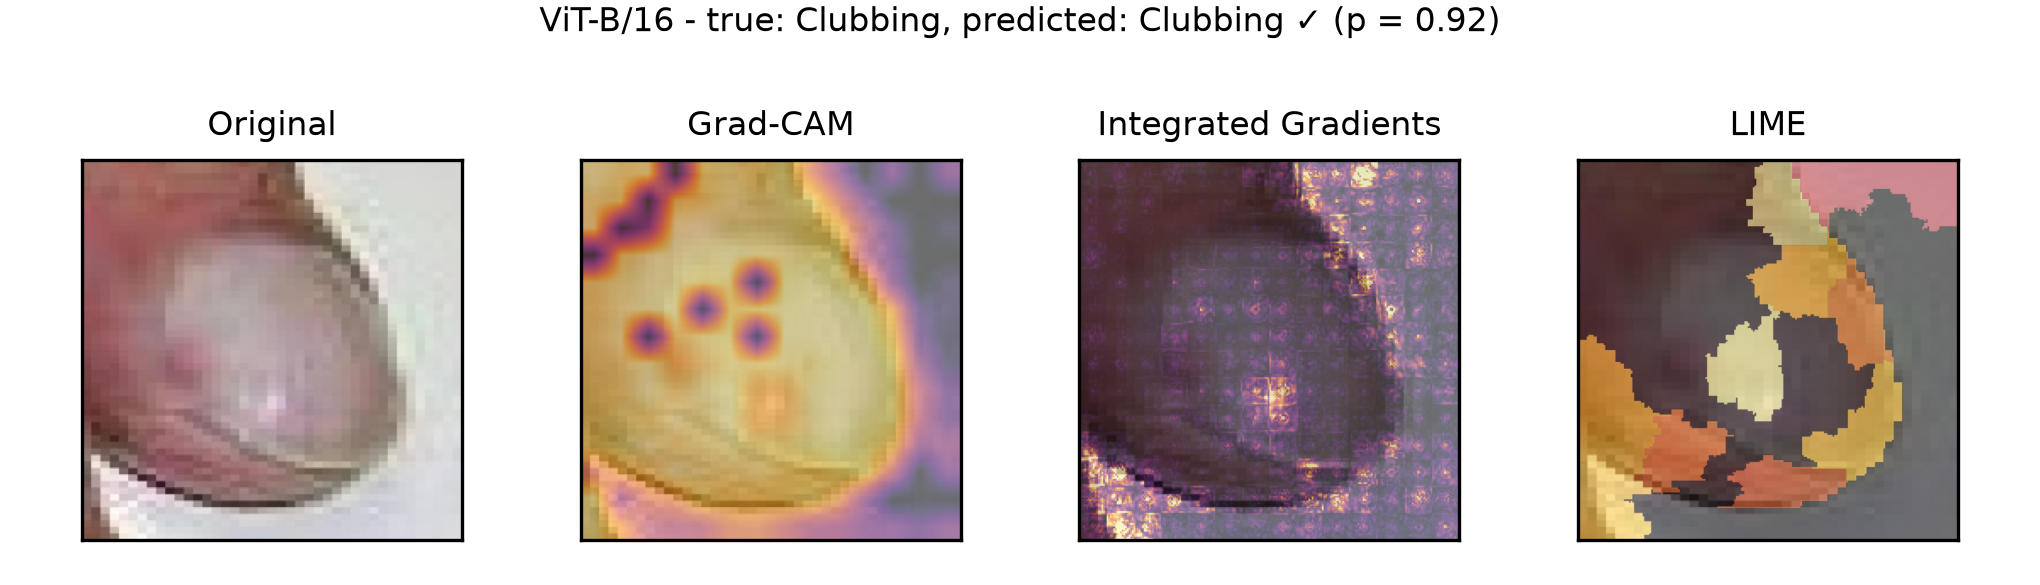 ViT-B/16 - true: Clubbing, predicted: Clubbing ✓ (p = 0.92)
Original
Grad-CAM
Integrated Gradients
LIME